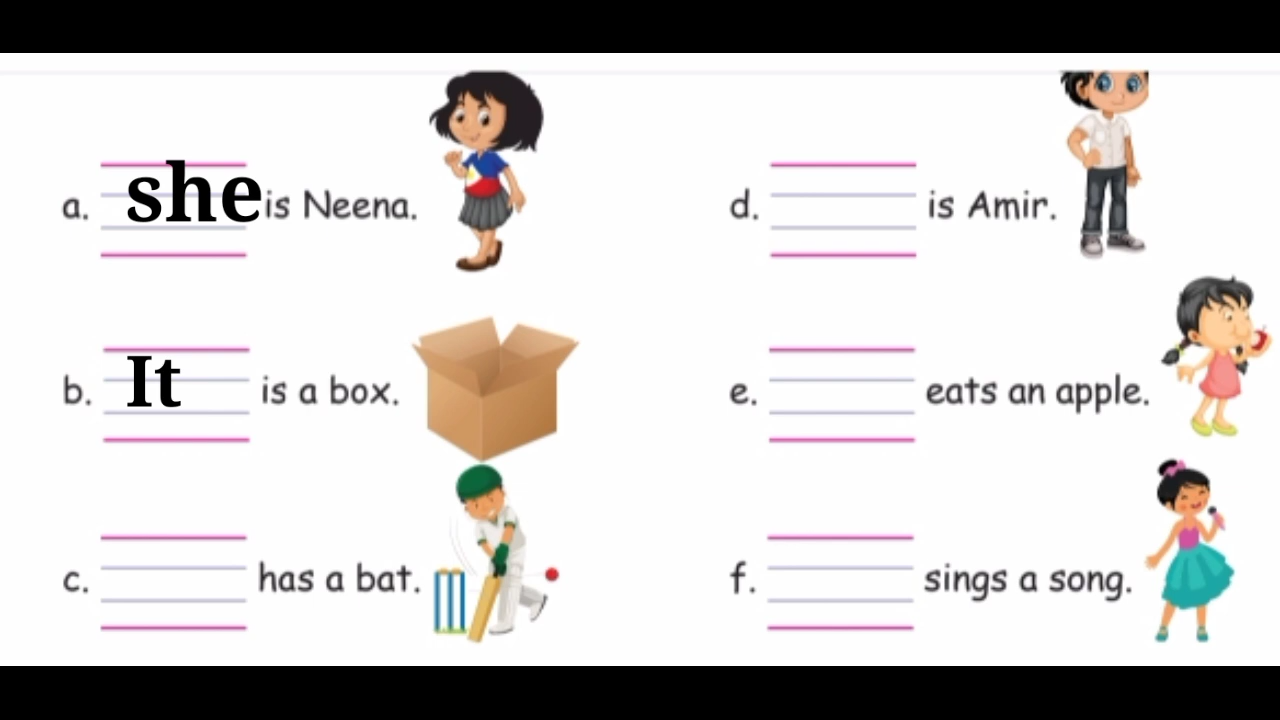 a. she is Neena.
b. It is a box.
c. has a bat.
d. is Amir.
e. eats an apple.
f. sings a song.